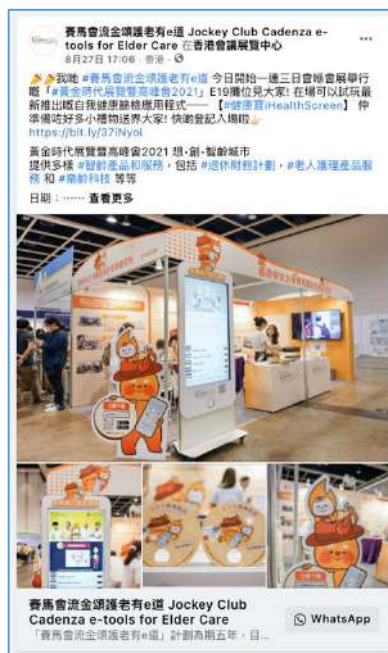 賽馬會流金頌護老有e道 Jockey Club Cadenza e-
tools for Elder Care 在香港會議展覽中心
8月27日 17:06 · 香港 ·
我哋 #賽馬會流金頌護老有e道 今日開始一連三日會喺會展舉行
嘅「#黃金時代展覽暨高峰會2021」E19攤位見大家! 在場可以試玩最
新推出嘅自我健康篩檢應用程式——【#健康寶iHealthScreen】 仲
準備咗好多小禮物送畀大家! 快啲登記入場啦
https://bit.ly/37iNyoi
黃金時代展覽暨高峰會2021 想‧創‧智齡城市
提供多樣 #智齡產品和服務,包括 #退休財務計劃,#老人護理產品服
務 和 #樂齡科技 等等
日期:…… 查看更多
賽馬會流金頌護老有e道 Jockey Club
Cadenza e-tools for Elder Care
「賽馬會流金頌護老有e道」計劃為期五年,目...
WhatsApp